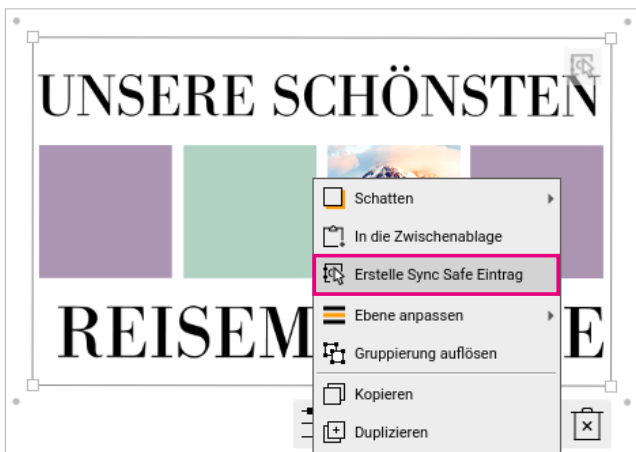 UNSERE SCHÖNSTEN
Schatten
In die Zwischenablage
Erstelle Sync Safe Eintrag
Ebene anpassen
REISEM E
Gruppierung auflösen
Kopieren
Duplizieren